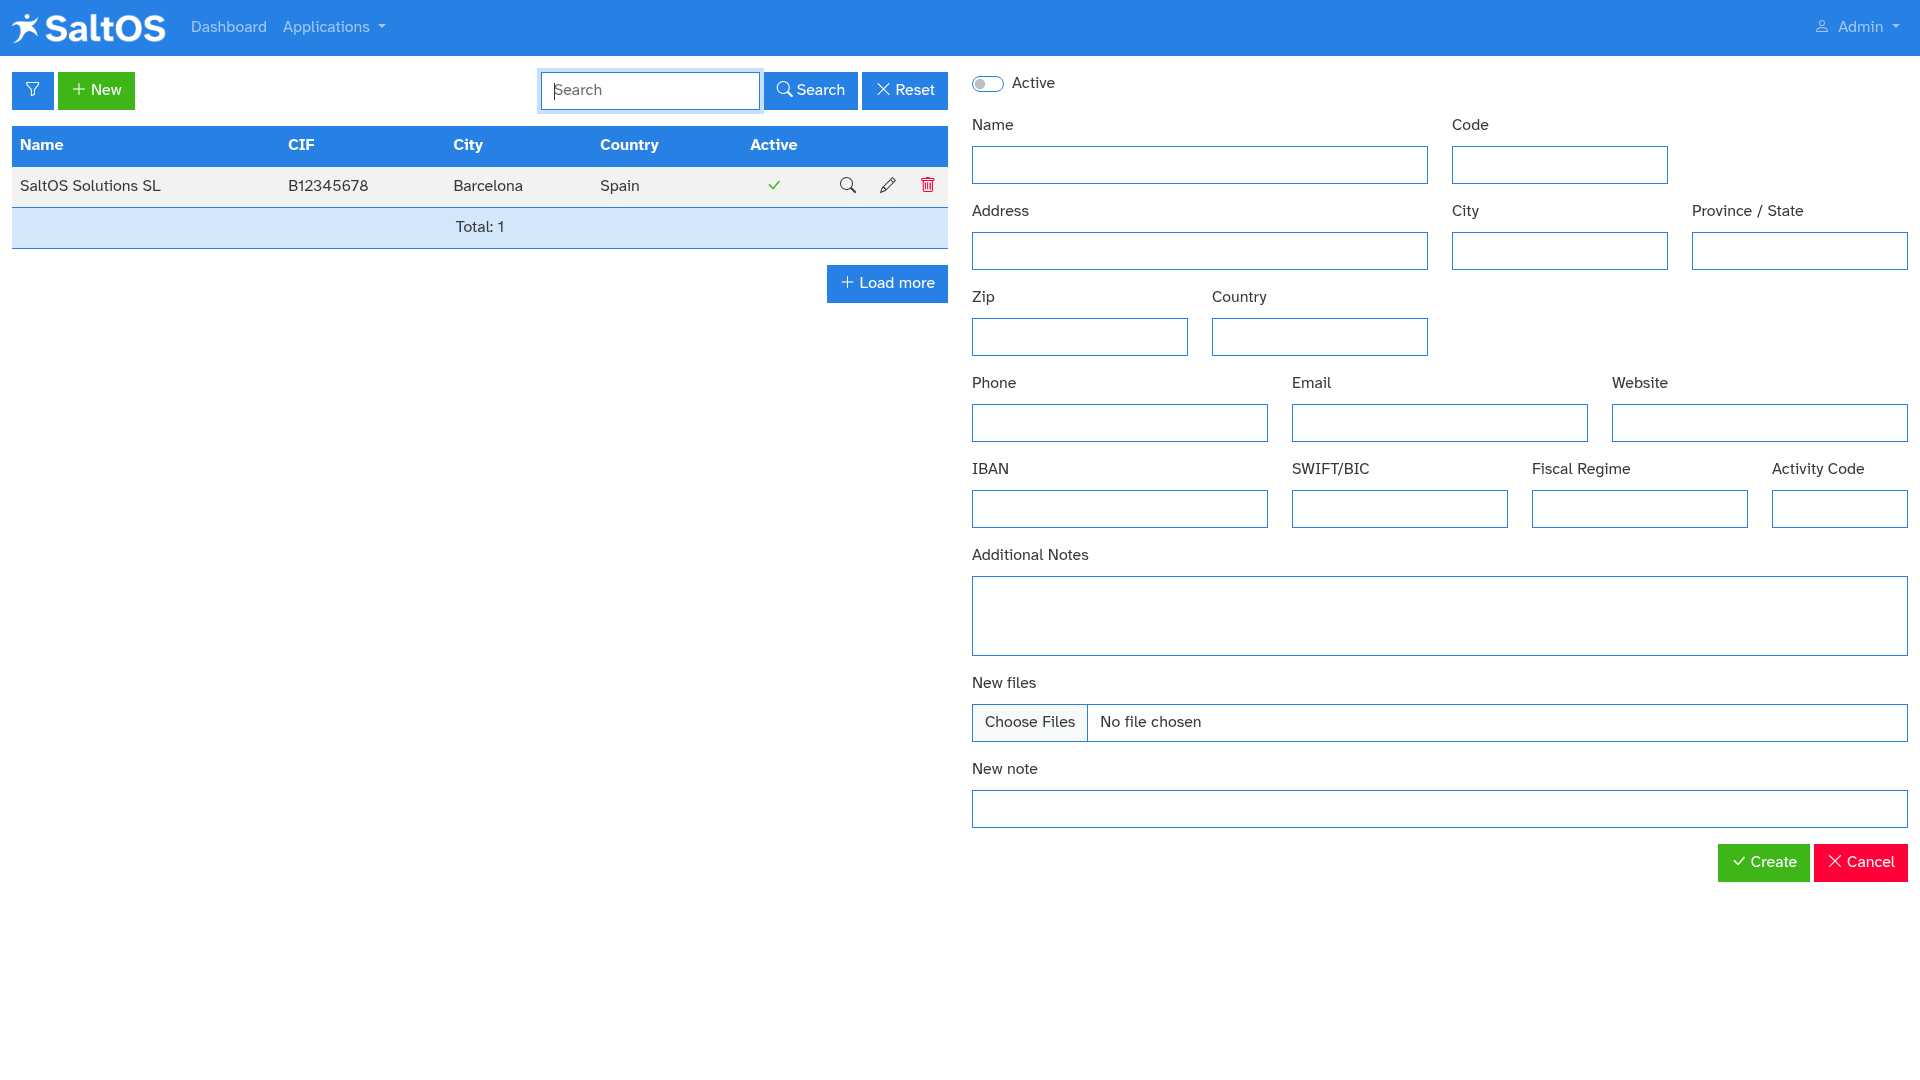 SaltOS Dashboard Applications Admin
New Search Search Reset
Name CIF City Country Active
SaltOS Solutions SL B12345678 Barcelona Spain
Total: 1
Load more
Active
Name Code
Address City Province / State
Zip Country
Phone Email Website
IBAN SWIFT/BIC Fiscal Regime Activity Code
Additional Notes
New files
Choose Files No file chosen
New note
Create Cancel